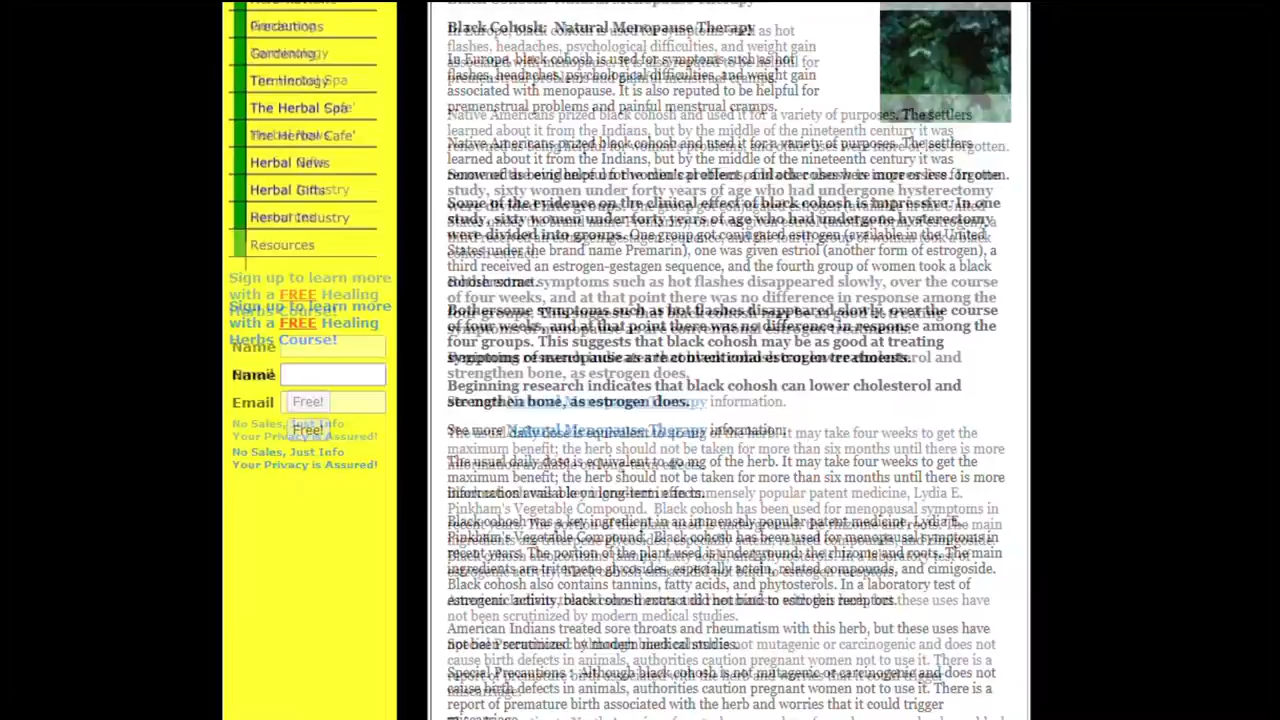 Precautions
Gardening
Terminology
The Herbal Spa
The Herbal Cafe'
Herbal News
Herbal Gifts
Herbal Industry
Resources
Sign up to learn more
with a FREE Healing
Herbs Course!
Name
Email
Free!
No Sales, Just Info
Your Privacy is Assured!
Black Cohosh: Natural Menopause Therapy
In Europe, black cohosh is used for symptoms such as hot
flashes, headaches, psychological difficulties, and weight gain
associated with menopause. It is also reputed to be helpful for
premenstrual problems and painful menstrual cramps.
Native Americans prized black cohosh and used it for a variety of purposes. The settlers
learned about it from the Indians, but by the middle of the nineteenth century it was
renowned as being helpful for women's problems, and other uses were more or less forgotten.
Some of the evidence on the clinical effect of black cohosh is impressive. In one
study, sixty women under forty years of age who had undergone hysterectomy
were divided into groups. One group got conjugated estrogen (available in the United
States under the brand name Premarin), one was given estriol (another form of estrogen), a
third received an estrogen-gestagen sequence, and the fourth group of women took a black
cohosh extract.
Bothersome symptoms such as hot flashes disappeared slowly, over the course
of four weeks, and at that point there was no difference in response among the
four groups. This suggests that black cohosh may be as good at treating
symptoms of menopause as are conventional estrogen treatments.
Beginning research indicates that black cohosh can lower cholesterol and
strengthen bone, as estrogen does.
See more Natural Menopause Therapy information.
The usual daily dose is equivalent to 40 mg of the herb. It may take four weeks to get the
maximum benefit; the herb should not be taken for more than six months until there is more
information available on long-term effects.
Black cohosh was a key ingredient in an immensely popular patent medicine, Lydia E.
Pinkham's Vegetable Compound. Black cohosh has been used for menopausal symptoms in
recent years. The portion of the plant used is underground: the rhizome and roots. The main
ingredients are triterpene glycosides, especially actein, related compounds, and cimigoside.
Black cohosh also contains tannins, fatty acids, and phytosterols. In a laboratory test of
estrogenic activity, black cohosh extract did not bind to estrogen receptors.
American Indians treated sore throats and rheumatism with this herb, but these uses have
not been scrutinized by modern medical studies.
Special Precautions: Although black cohosh is not mutagenic or carcinogenic and does not
cause birth defects in animals, authorities caution pregnant women not to use it. There is a
report of premature birth associated with the herb and worries that it could trigger
miscarriage.